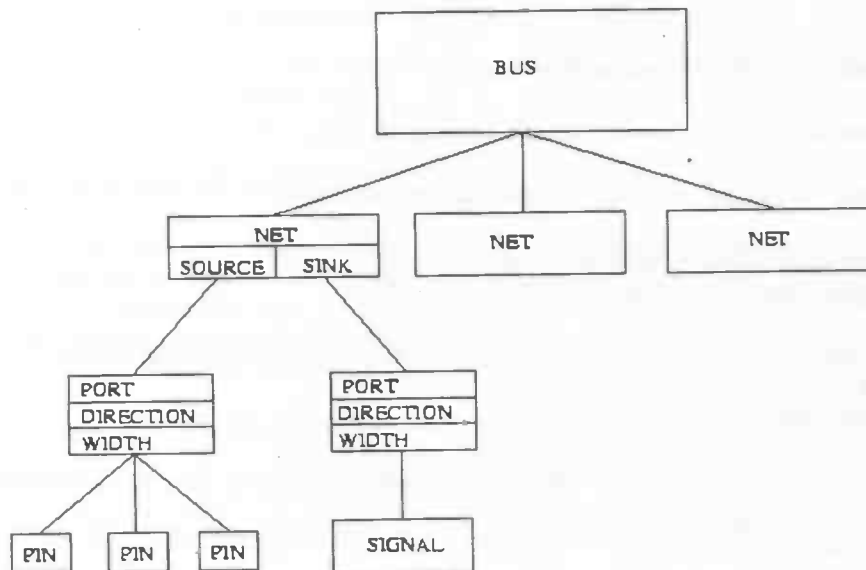 BUS
NET
NET
NET
SOURCE SINK
PORT
PORT
DIRECTION
DIRECTION
WIDTH
WIDTH
PIN
PIN
PIN
SIGNAL